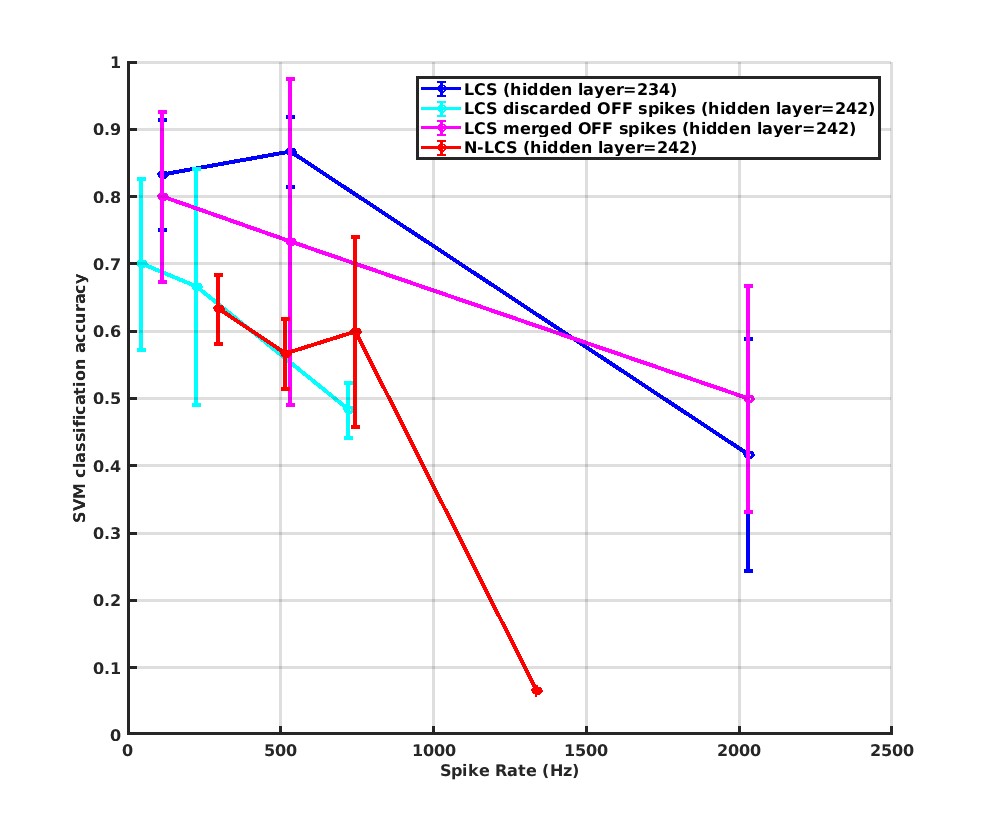 1
0.9
0.8
0.7
0.6
0.5
0.4
0.3
0.2
0.1
0
SVM classification accuracy
LCS (hidden layer=234)
LCS discarded OFF spikes (hidden layer=242)
LCS merged OFF spikes (hidden layer=242)
N-LCS (hidden layer=242)
0 500 1000 1500 2000 2500
Spike Rate (Hz)